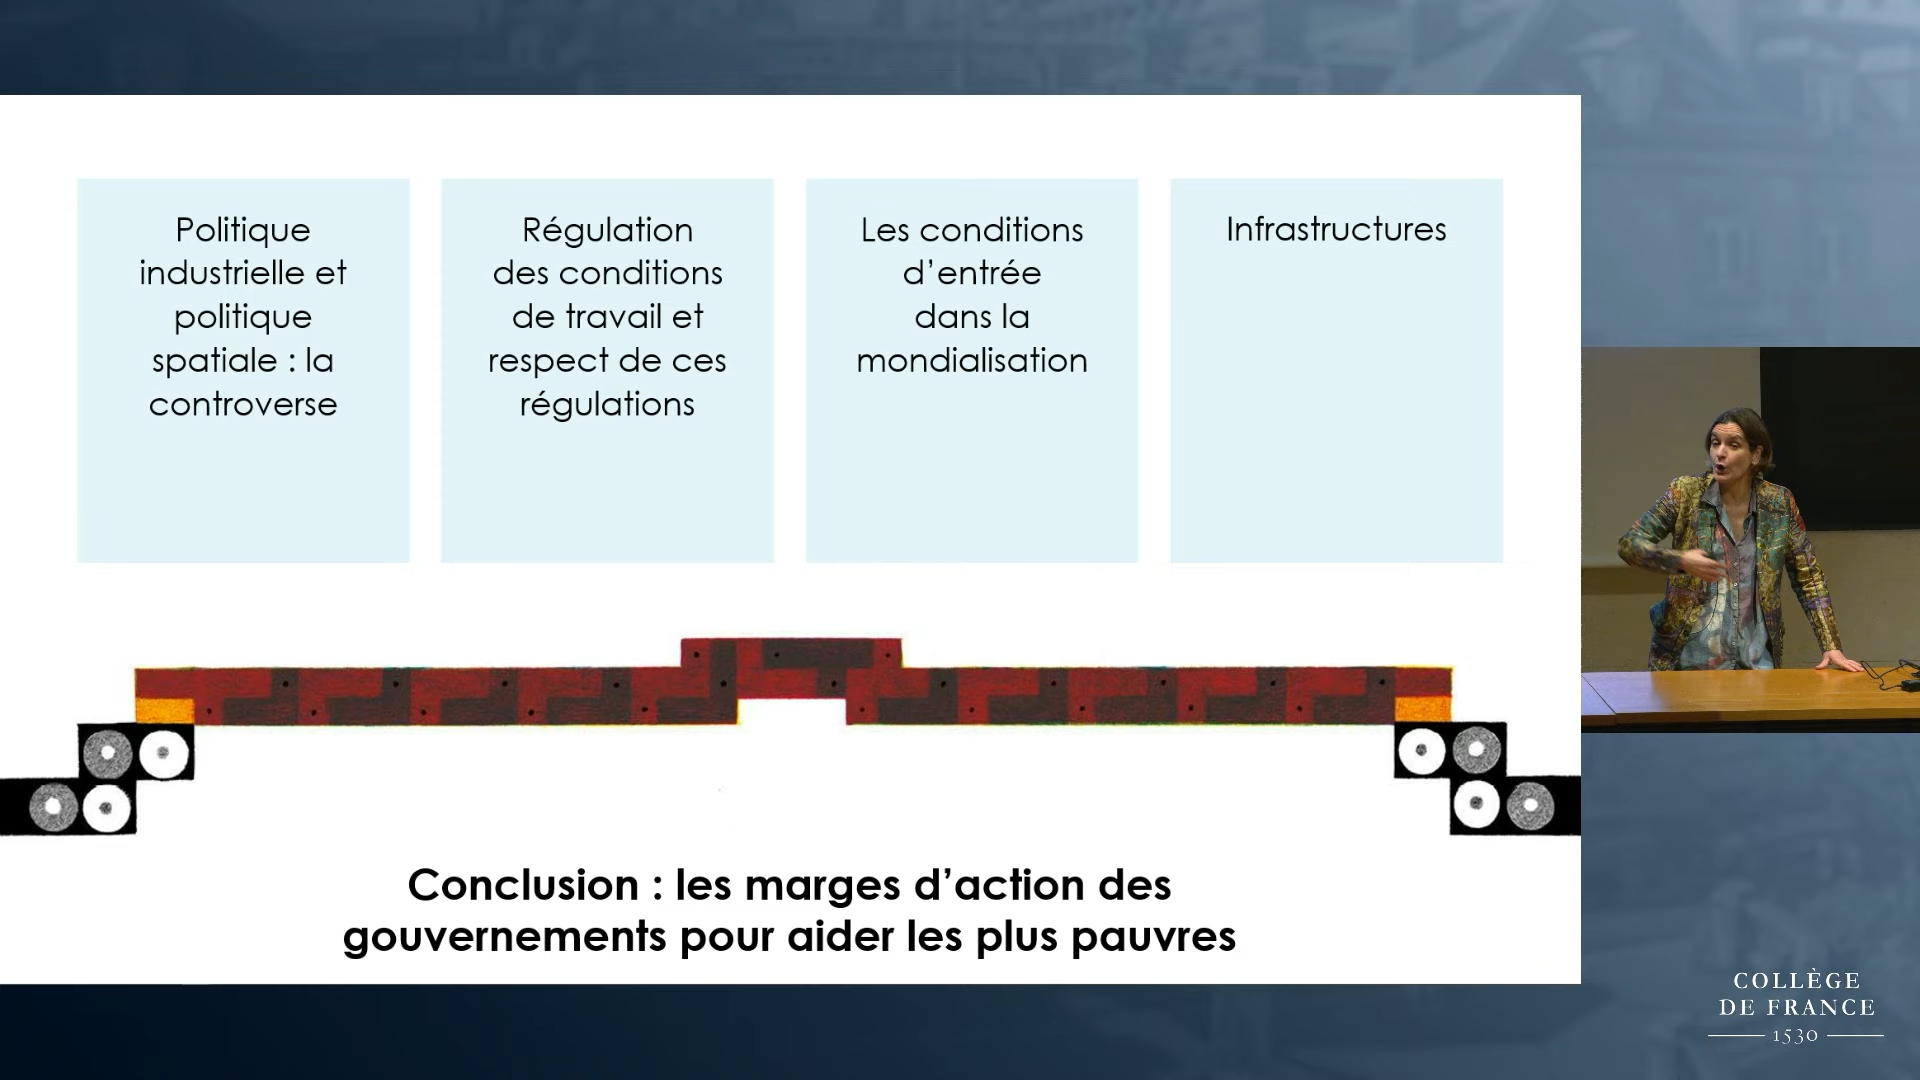 Politique
industrielle et
politique
spatiale : la
controverse
Régulation
des conditions
de travail et
respect de ces
régulations
Les conditions
d’entrée
dans la
mondialisation
Infrastructures
Conclusion : les marges d’action des
gouvernements pour aider les plus pauvres
COLLÈGE
DE FRANCE
1530